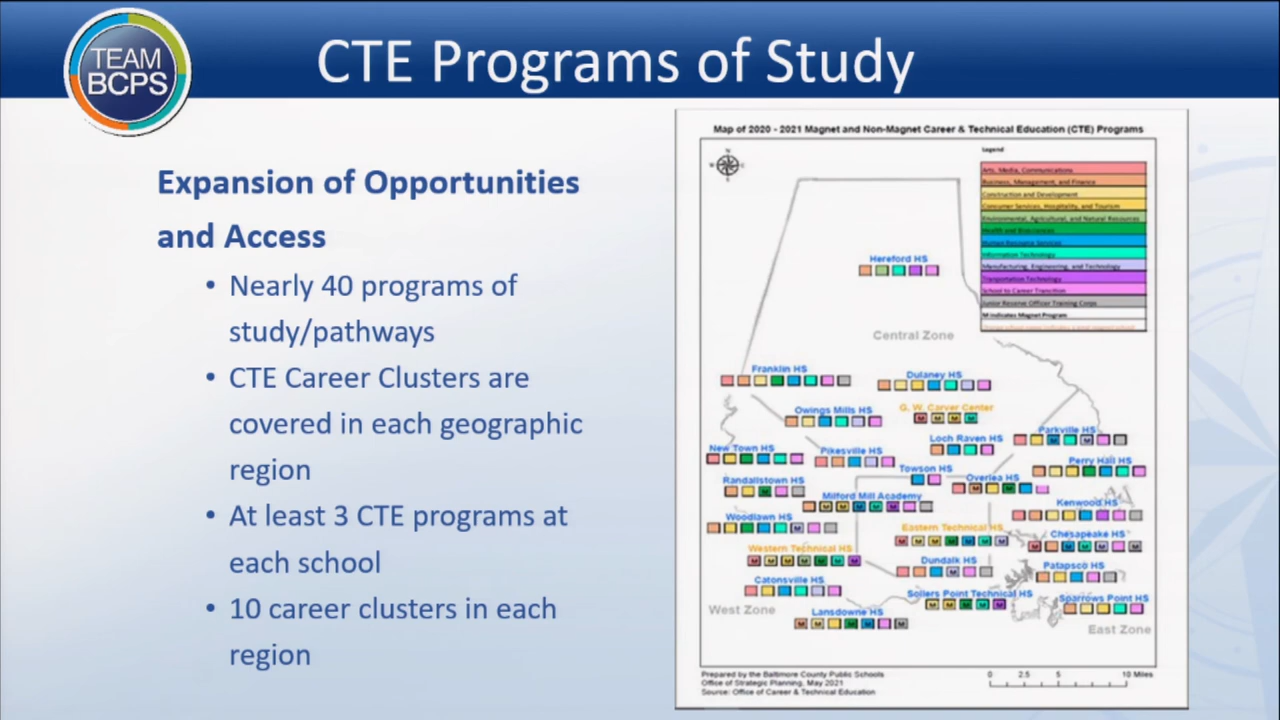 TEAM
BCPS
CTE Programs of Study
Expansion of Opportunities
and Access
• Nearly 40 programs of
study/pathways
• CTE Career Clusters are
covered in each geographic
region
• At least 3 CTE programs at
each school
• 10 career clusters in each
region
Map of 2020 - 2021 Magnet and Non-Magnet Career & Technical Education (CTE) Programs
N
W
S
Legend
Arts, Media, Communications
Business, Management, and Finance
Construction and Development
Consumer Services, Hospitality, and Tourism
Environmental, Agricultural, and Natural Resources
Health and Biosciences
Human Resource Services
Information Technology
Manufacturing, Engineering, and Technology
School to Career Transition
Junior Reserve Officer Training Corps
M indicates Magnet Program
Hereford HS
Central Zone
Franklin HS
Dulaney HS
Owings Mills HS
G. W. Carver Center
Parkville HS
Loch Raven HS
New Town HS
Pikesville HS
Perry Hall HS
Towson HS
Overlea HS
Randallstown HS
Milford Mill Academy
Kenwood HS
Woodlawn HS
Eastern Technical HS
Chesapeake HS
Western Technical HS
Dundalk HS
Patapsco HS
Catonsville HS
Sollers Point Technical HS
Sparrows Point HS
West Zone
Lansdowne HS
East Zone
Prepared by the Baltimore County Public Schools
Office of Strategic Planning, May 2021
Source: Office of Career & Technical Education
0 2.5 5 10 Miles